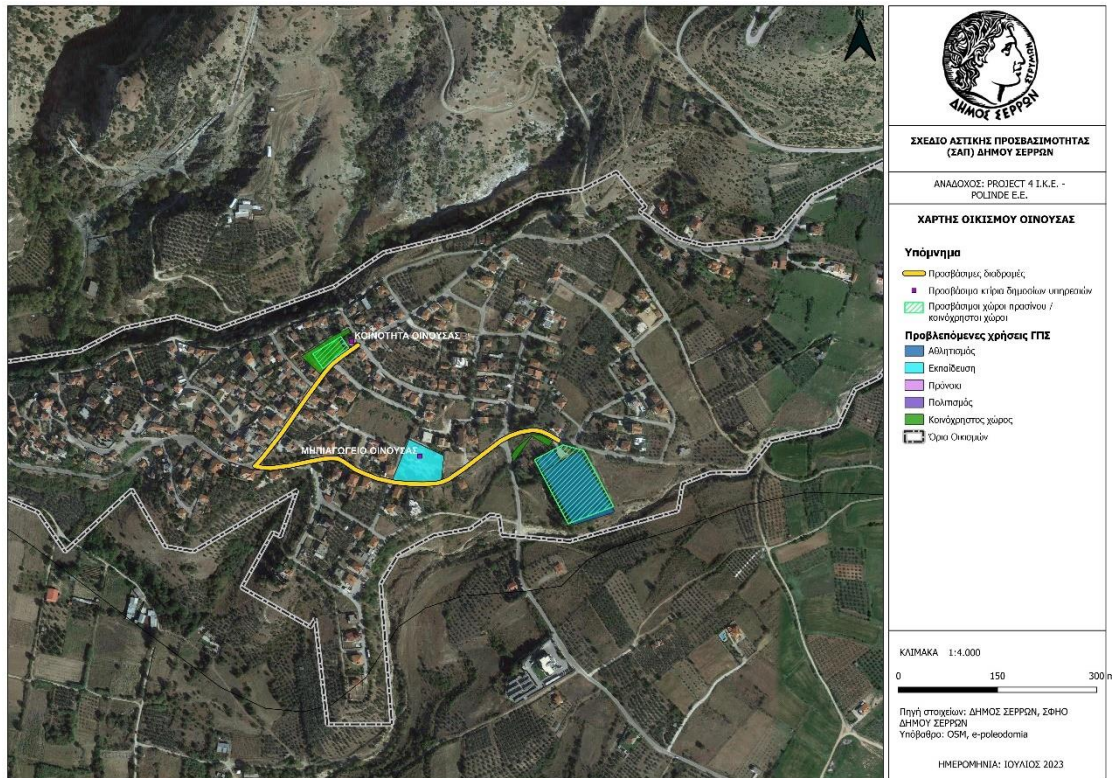 ΚΟΙΝΟΤΗΤΑ ΟΙΝΟΥΣΑΣ
ΝΗΠΙΑΓΩΓΕΙΟ ΟΙΝΟΥΣΑΣ
ΔΗΜΟΣ ΣΕΡΡΩΝ
ΣΤΡΥΜΩΝ
ΣΧΕΔΙΟ ΑΣΤΙΚΗΣ ΠΡΟΣΒΑΣΙΜΟΤΗΤΑΣ
(ΣΑΠ) ΔΗΜΟΥ ΣΕΡΡΩΝ
ΑΝΑΔΟΧΟΣ: PROJECT 4 Ι.Κ.Ε. -
POLINDE Ε.Ε.
ΧΑΡΤΗΣ ΟΙΚΙΣΜΟΥ ΟΙΝΟΥΣΑΣ
Υπόμνημα
Προσβάσιμες διαδρομές
Προσβάσιμα κτίρια δημοσίων υπηρεσιών
Προσβάσιμοι χώροι πρασίνου /
κοινόχρηστοι χώροι
Προβλεπόμενες χρήσεις ΓΠΣ
Αθλητισμός
Εκπαίδευση
Πρόνοια
Πολιτισμός
Κοινόχρηστος χώρος
Όρια Οικισμών
ΚΛΙΜΑΚΑ 1:4.000
0 150 300 m
Πηγή στοιχείων: ΔΗΜΟΣ ΣΕΡΡΩΝ, ΣΦΗΟ
ΔΗΜΟΥ ΣΕΡΡΩΝ
Υπόβαθρο: OSM, e-poleodomia
ΗΜΕΡΟΜΗΝΙΑ: ΙΟΥΛΙΟΣ 2023